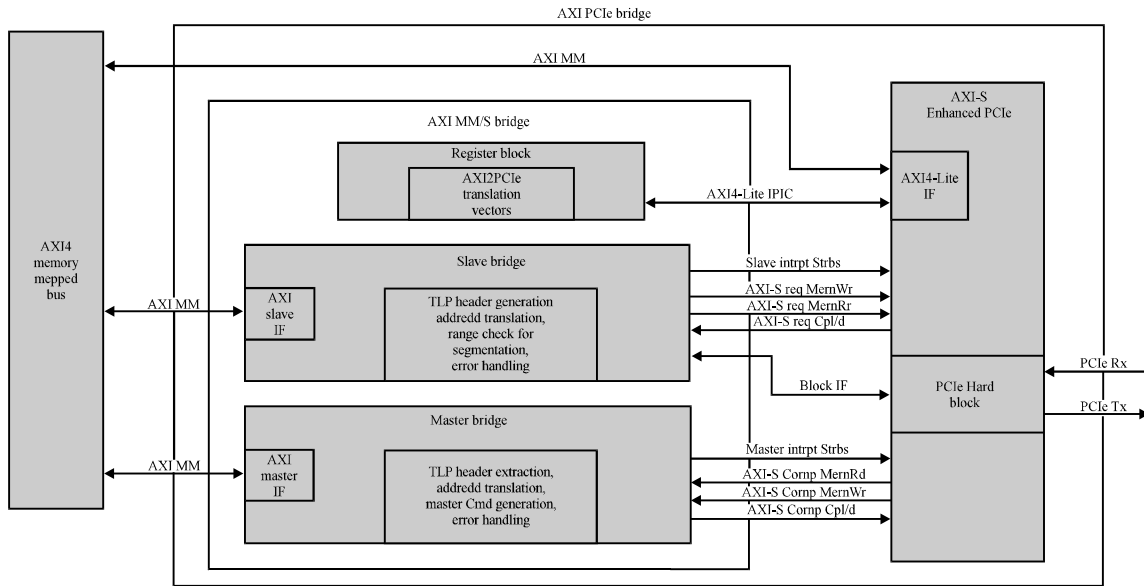 AXI PCIe bridge
AXI MM
AXI-S
Enhanced PCIe
AXI MM/S bridge
Register block
AXI2PCIe
translation
vectors
AXI4-Lite IPIC
AXI4-Lite
IF
AXI4
memory
mepped
bus
Slave bridge
AXI MM
AXI
slave
IF
TLP header generation
addredd translation,
range check for
segmentation,
error handling
Slave intrpt Strbs
AXI-S req MernWr
AXI-S req MernRr
AXI-S req Cpl/d
Block IF
PCIe Hard
block
PCIe Rx
PCIe Tx
Master bridge
AXI MM
AXI
master
IF
TLP header extraction,
addredd translation,
master Cmd generation,
error handling
Master intrpt Strbs
AXI-S Cornp MernRd
AXI-S Cornp MernWr
AXI-S Cornp Cpl/d